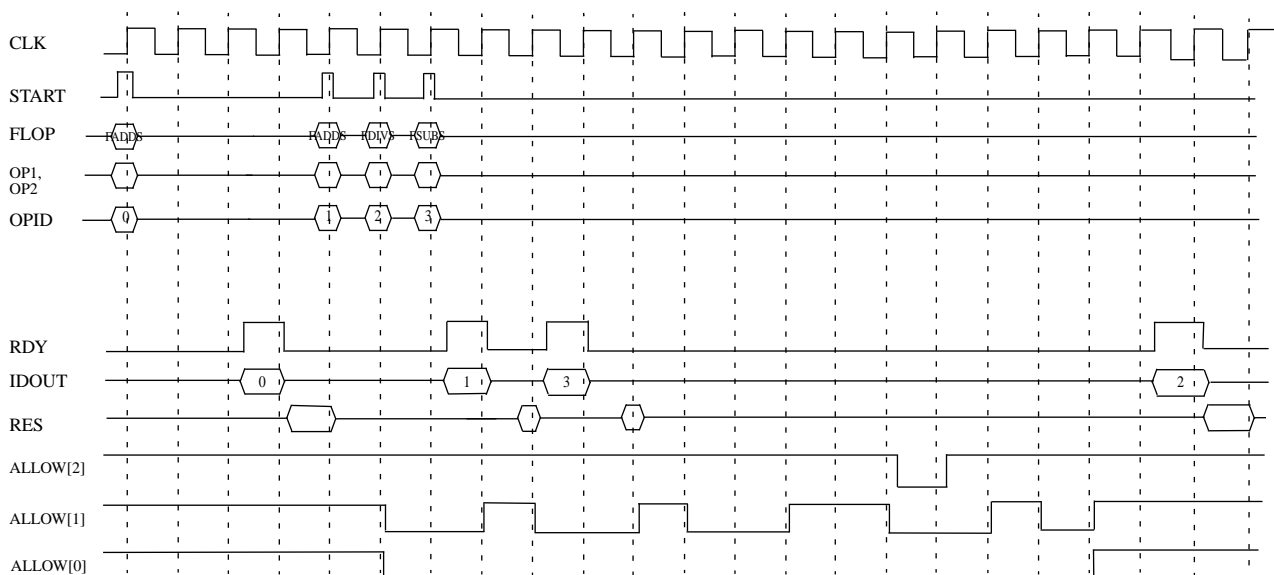 CLK
START
FLOP FADDS FADDS FDIVS FSUBS
OP1,
OP2
OPID 0 1 2 3
RDY
IDOUT 0 1 3 2
RES
ALLOW[2]
ALLOW[1]
ALLOW[0]